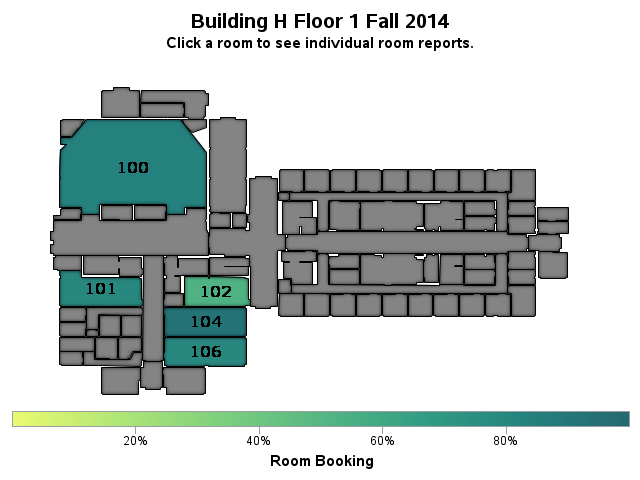 Building H Floor 1 Fall 2014
Click a room to see individual room reports.
100
101
102
104
106
20% 40% 60% 80%
Room Booking